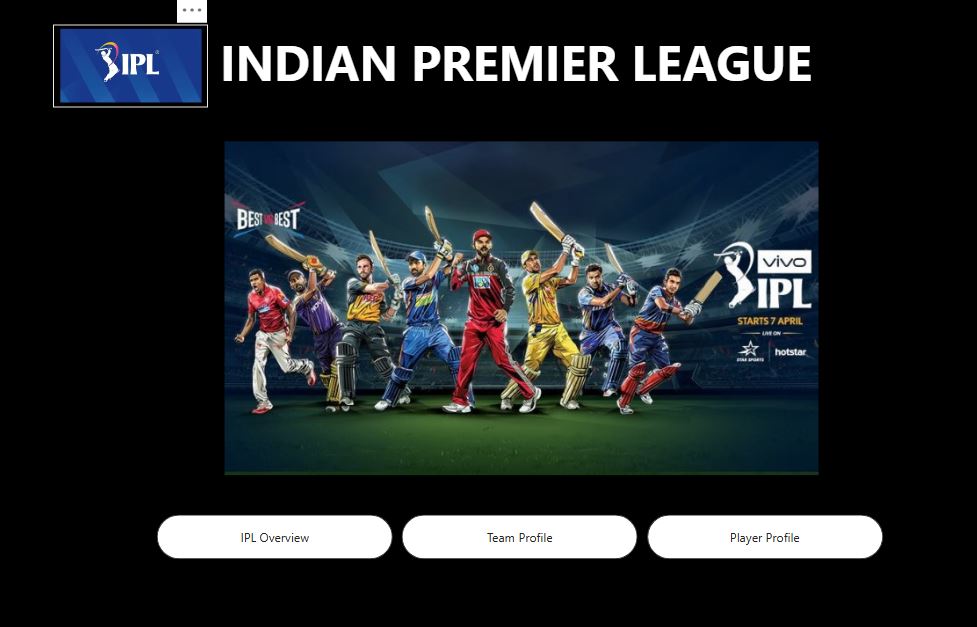 IPL
INDIAN PREMIER LEAGUE
BEST VS BEST
vivo
IPL
STARTS 7 APRIL
LIVE ON
STAR SPORTS
hotstar
IPL Overview
Team Profile
Player Profile